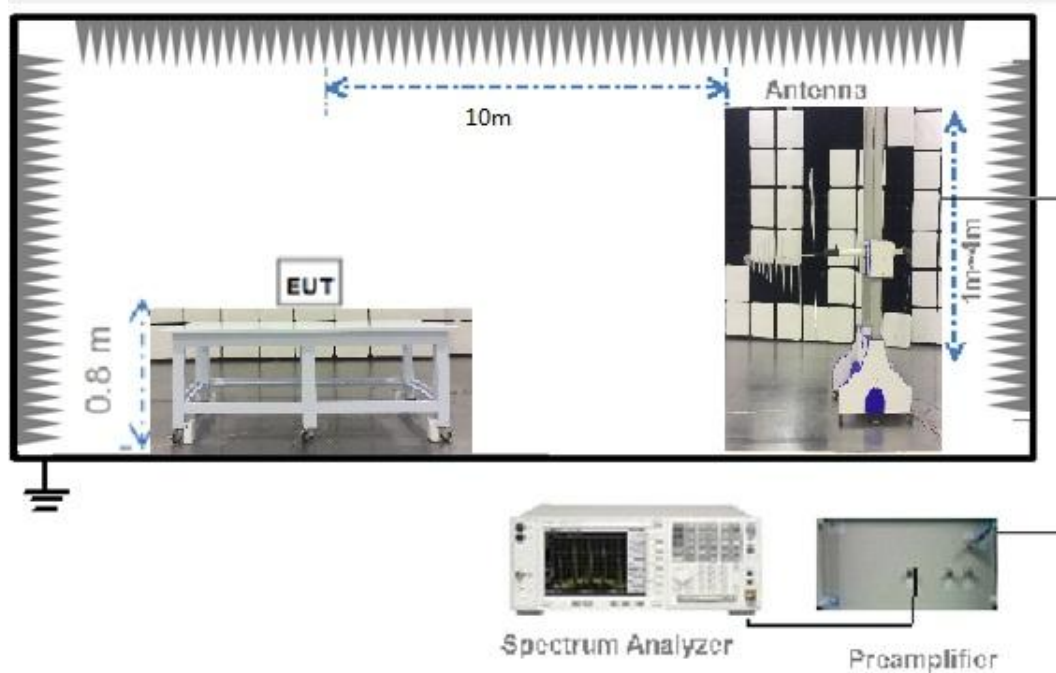 Antenna
10m
1m~4m
EUT
0.8 m
Spectrum Analyzer
Preamplifier